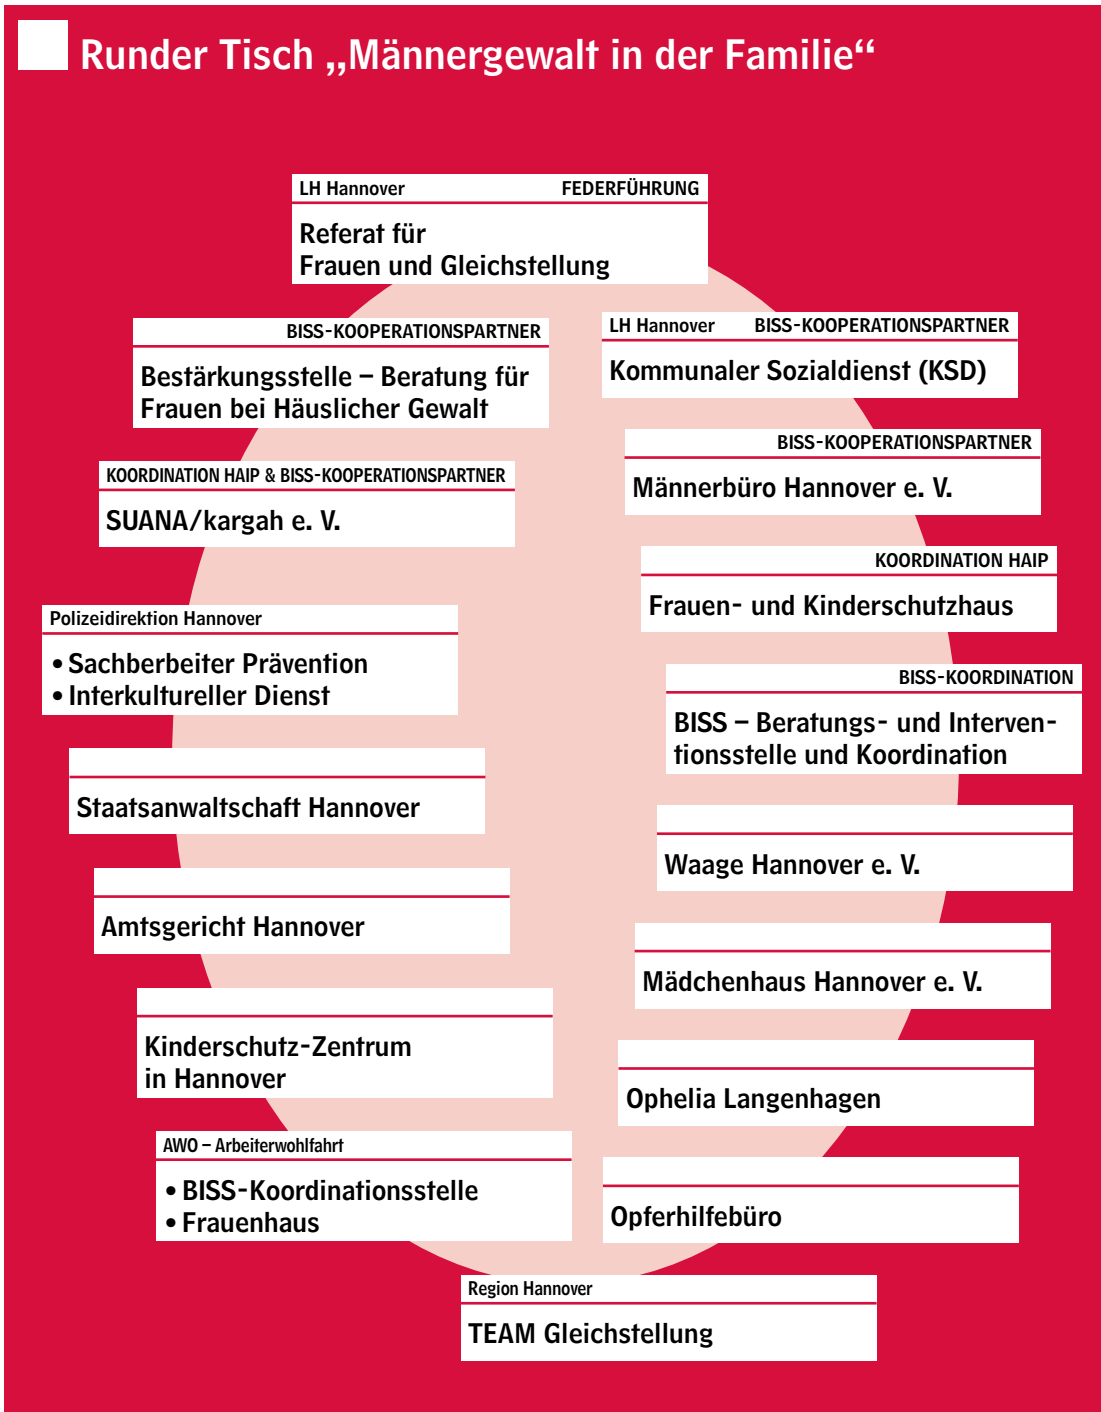 Runder Tisch „Männergewalt in der Familie“
LH Hannover FEDERFÜHRUNG
Referat für
Frauen und Gleichstellung
BISS-KOOPERATIONSPARTNER
Bestärkungsstelle – Beratung für
Frauen bei Häuslicher Gewalt
KOORDINATION HAIP & BISS-KOOPERATIONSPARTNER
SUANA/kargah e. V.
Polizeidirektion Hannover
• Sachberbeiter Prävention
• Interkultureller Dienst
Staatsanwaltschaft Hannover
Amtsgericht Hannover
Kinderschutz-Zentrum
in Hannover
AWO – Arbeiterwohlfahrt
• BISS-Koordinationsstelle
• Frauenhaus
LH Hannover BISS-KOOPERATIONSPARTNER
Kommunaler Sozialdienst (KSD)
BISS-KOOPERATIONSPARTNER
Männerbüro Hannover e. V.
KOORDINATION HAIP
Frauen- und Kinderschutzhaus
BISS-KOORDINATION
BISS – Beratungs- und Interven-
tionsstelle und Koordination
Waage Hannover e. V.
Mädchenhaus Hannover e. V.
Ophelia Langenhagen
Opferhilfebüro
Region Hannover
TEAM Gleichstellung